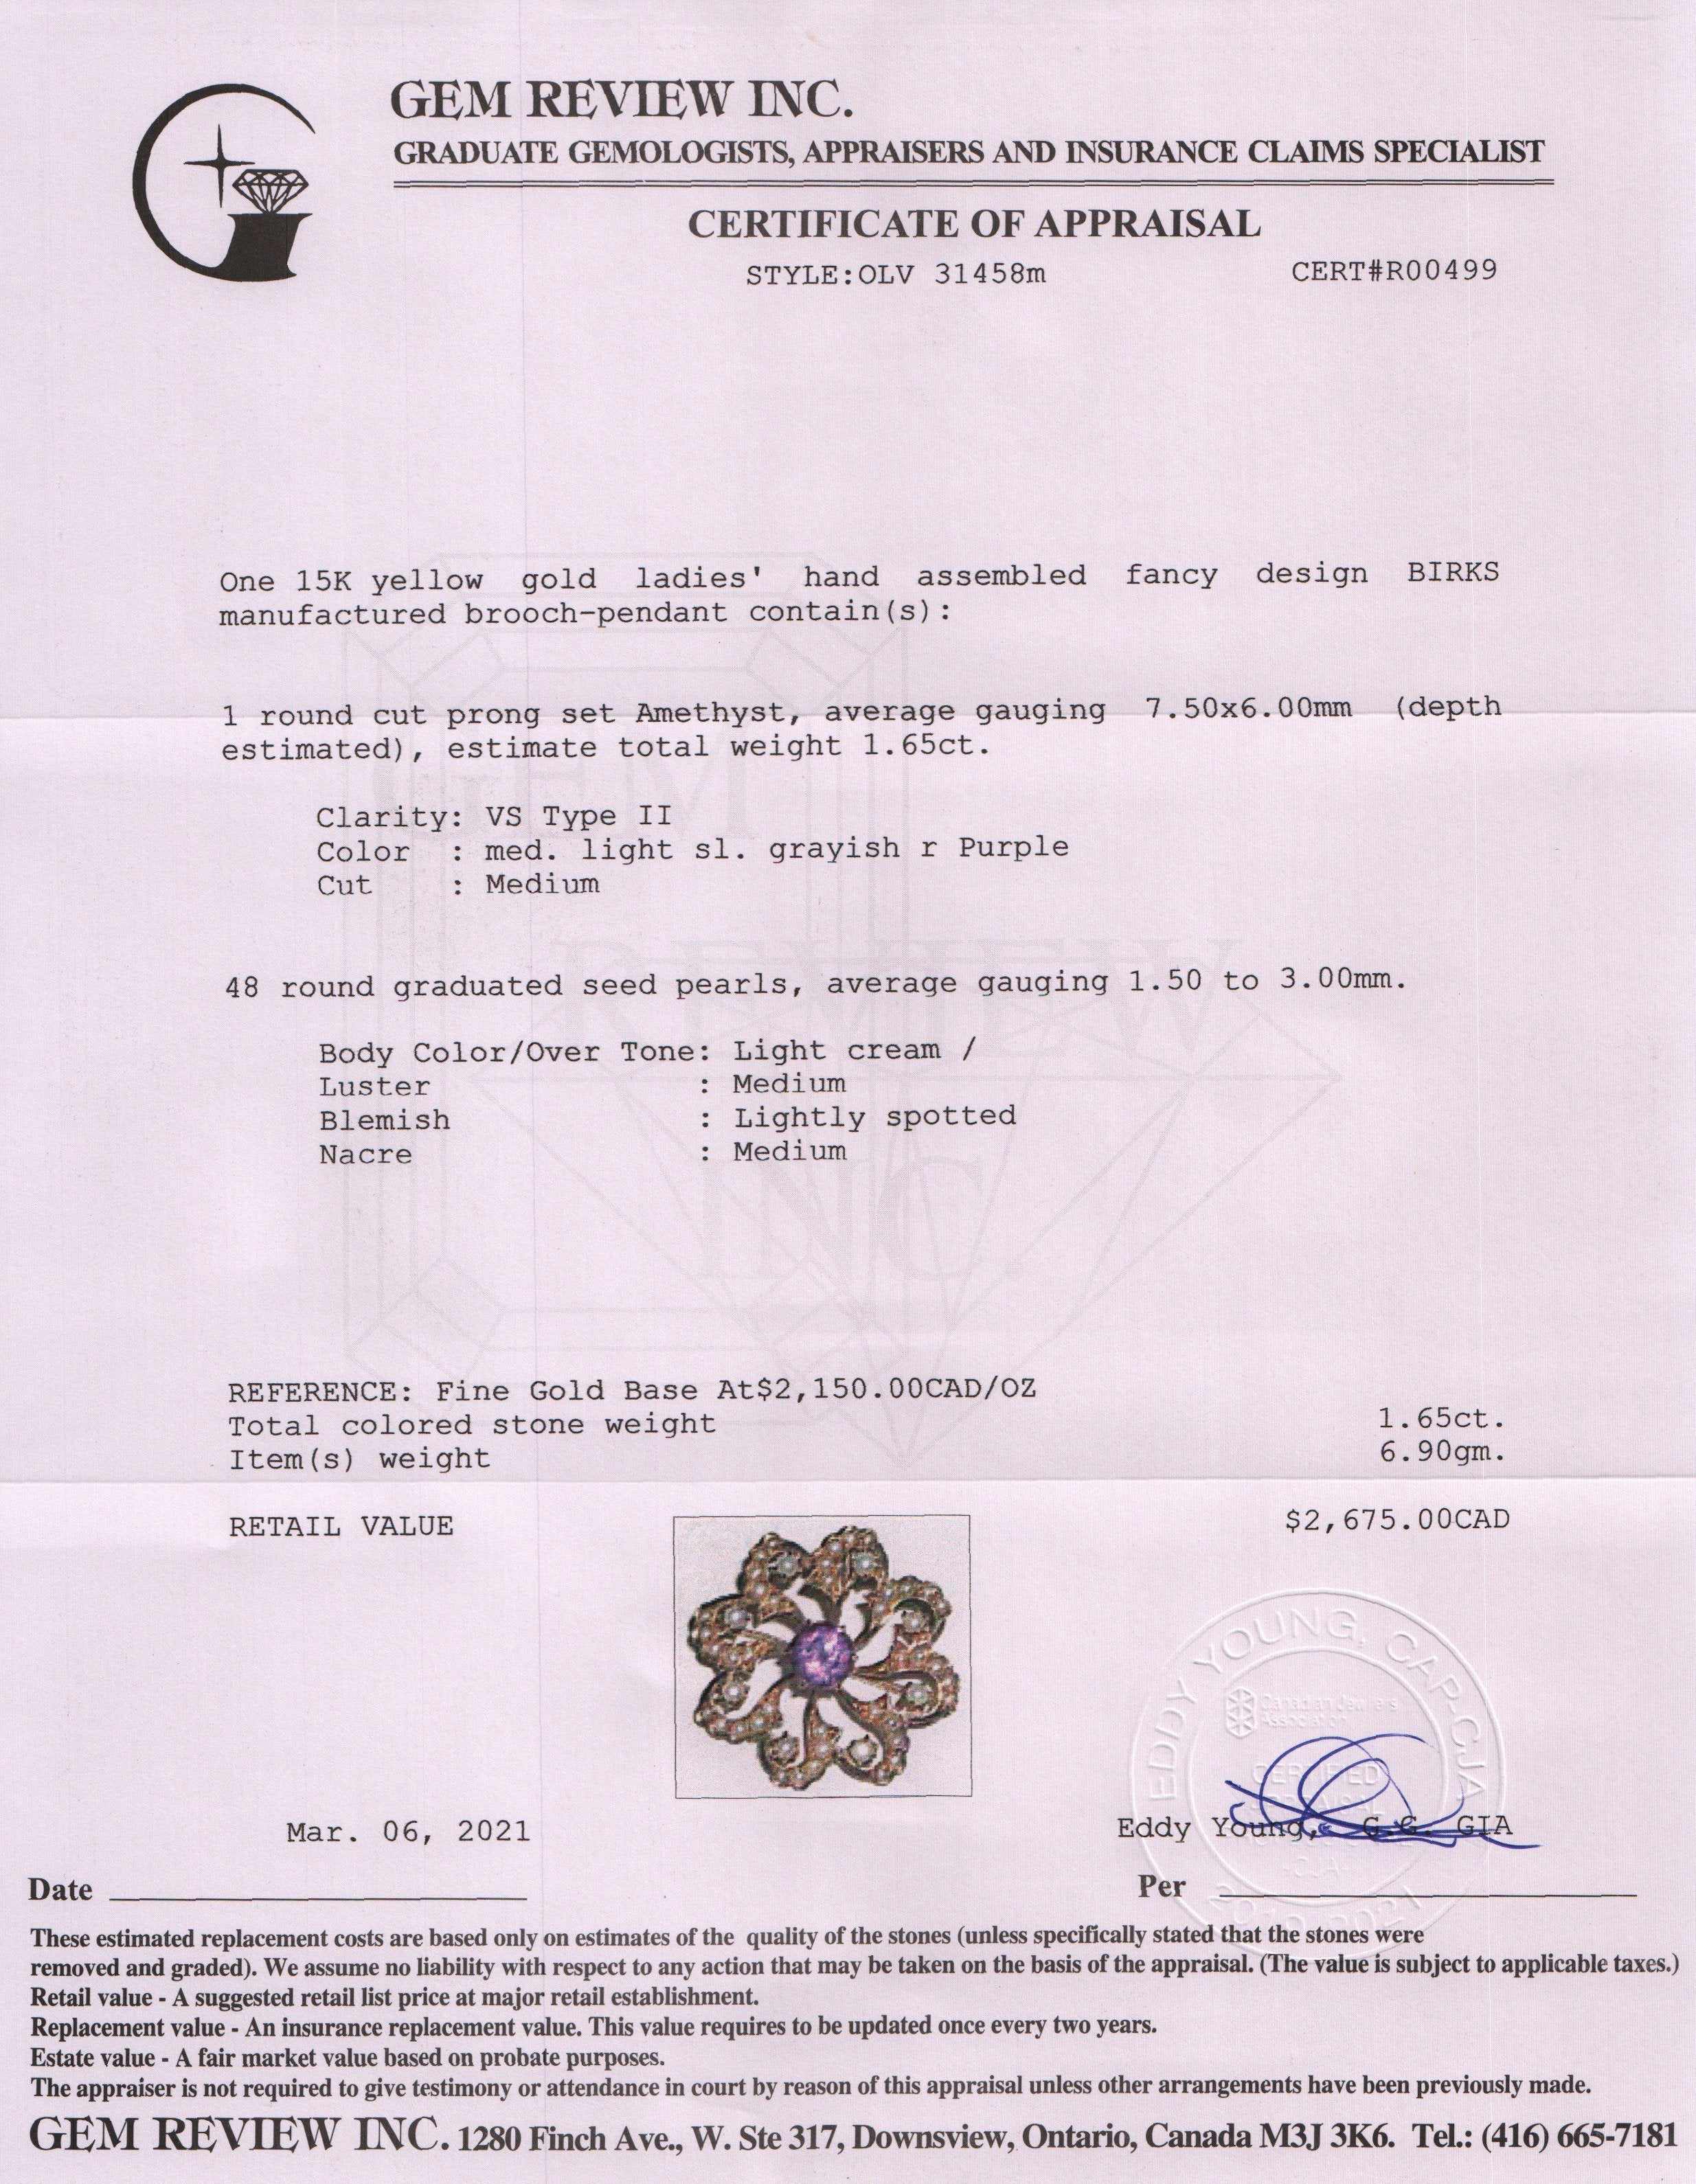 GEM REVIEW INC.
GRADUATE GEMOLOGISTS, APPRAISERS AND INSURANCE CLAIMS SPECIALIST
CERTIFICATE OF APPRAISAL
STYLE:OLV 31458m CERT#R00499
One 15K yellow gold ladies' hand assembled fancy design BIRKS
manufactured brooch-pendant contain(s):
1 round cut prong set Amethyst, average gauging 7.50x6.00mm (depth
estimated), estimate total weight 1.65ct.
Clarity: VS Type II
Color : med. light sl. grayish r Purple
Cut : Medium
48 round graduated seed pearls, average gauging 1.50 to 3.00mm.
Body Color/Over Tone: Light cream /
Luster : Medium
Blemish : Lightly spotted
Nacre : Medium
GEM
REVIEW
INC.
REFERENCE: Fine Gold Base At$2,150.00CAD/OZ
Total colored stone weight 1.65ct.
Item(s) weight 6.90gm.
RETAIL VALUE $2,675.00CAD
EDDY YOUNG, CAP-CJA
Canadian Jewellers
Association
CERTIFIED
Mar. 06, 2021
Eddy Young, G.G. GIA
CJA
Date
Per
These estimated replacement costs are based only on estimates of the quality of the stones (unless specifically stated that the stones were
removed and graded). We assume no liability with respect to any action that may be taken on the basis of the appraisal. (The value is subject to applicable taxes.)
Retail value - A suggested retail list price at major retail establishment.
Replacement value - An insurance replacement value. This value requires to be updated once every two years.
Estate value - A fair market value based on probate purposes.
The appraiser is not required to give testimony or attendance in court by reason of this appraisal unless other arrangements have been previously made.
GEM REVIEW INC. 1280 Finch Ave., W. Ste 317, Downsview, Ontario, Canada M3J 3K6. Tel.: (416) 665-7181